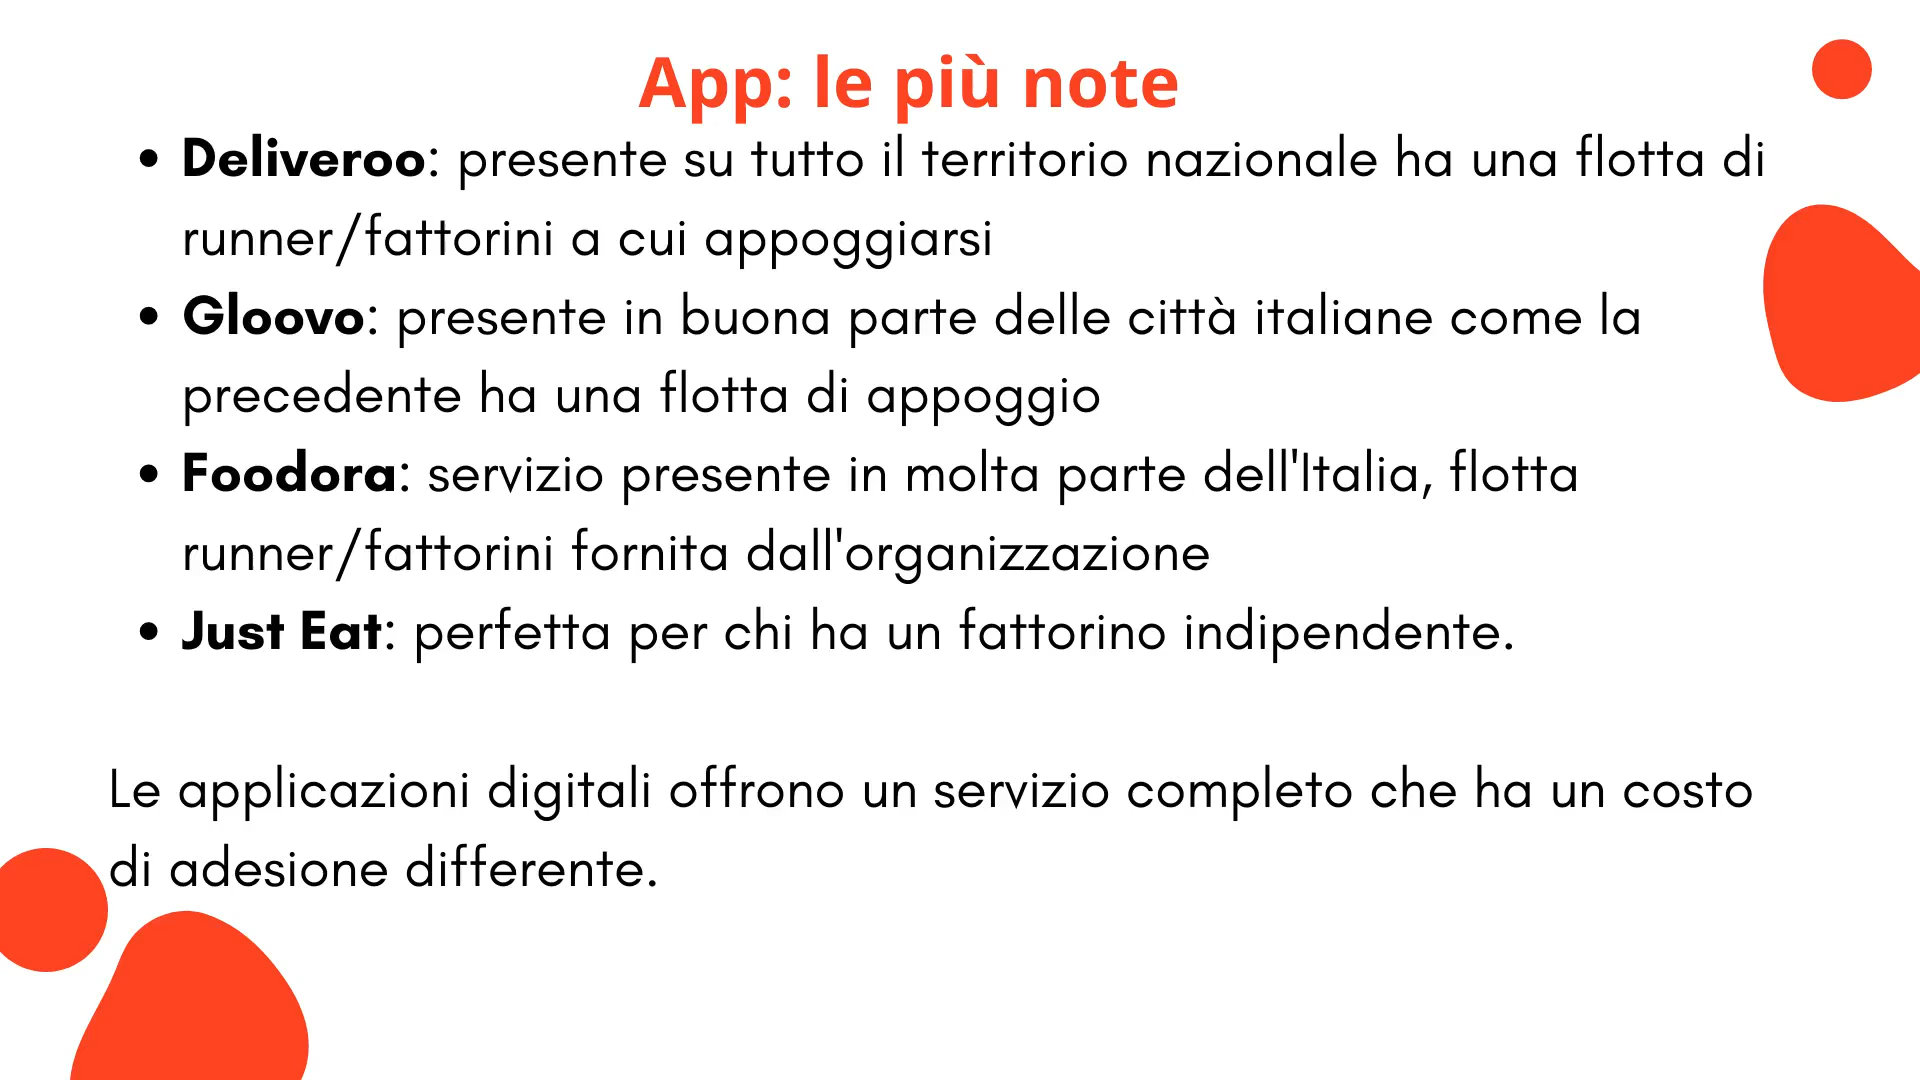 App: le più note
• Deliveroo: presente su tutto il territorio nazionale ha una flotta di
runner/fattorini a cui appoggiarsi
• Gloovo: presente in buona parte delle città italiane come la
precedente ha una flotta di appoggio
• Foodora: servizio presente in molta parte dell'Italia, flotta
runner/fattorini fornita dall'organizzazione
• Just Eat: perfetta per chi ha un fattorino indipendente.
Le applicazioni digitali offrono un servizio completo che ha un costo
di adesione differente.